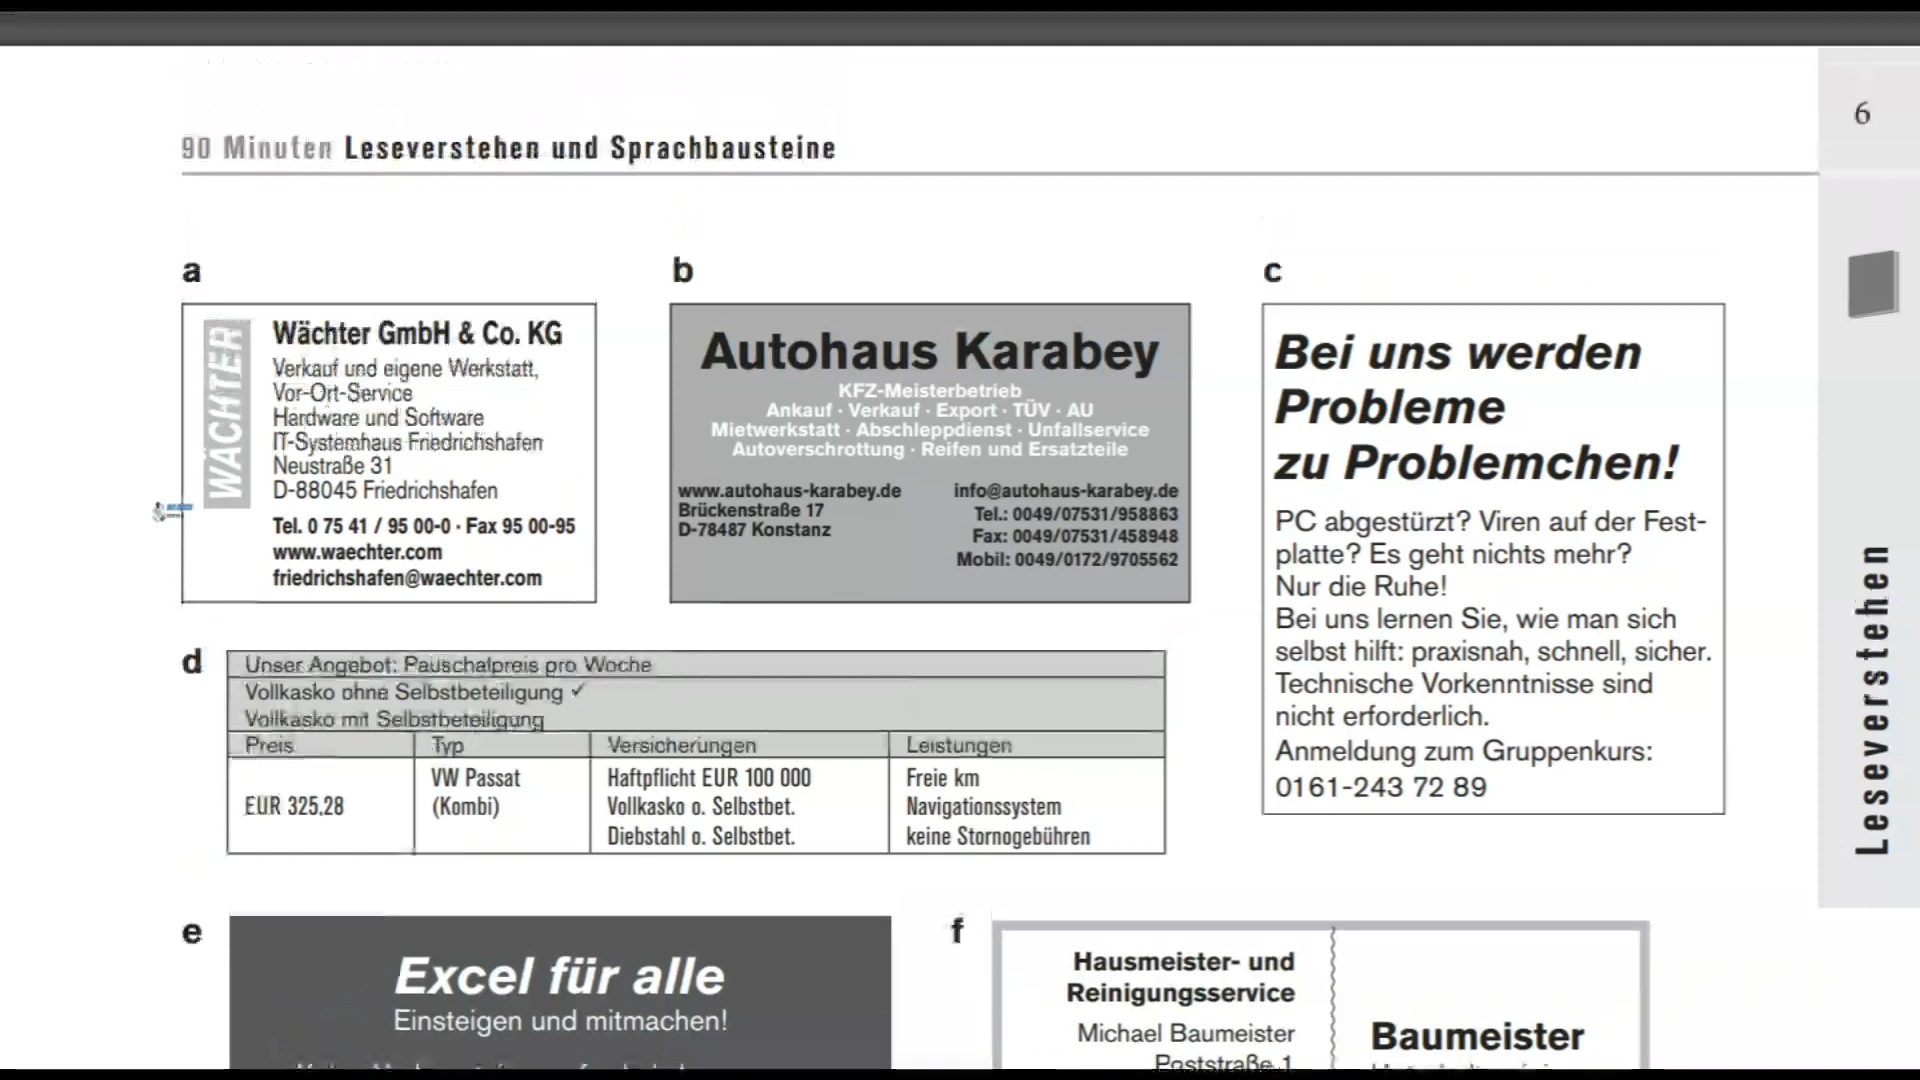 6
90 Minuten Leseverstehen und Sprachbausteine
a
WÄCHTER
Wächter GmbH & Co. KG
Verkauf und eigene Werkstatt,
Vor-Ort-Service
Hardware und Software
IT-Systemhaus Friedrichshafen
Neustraße 31
D-88045 Friedrichshafen
Tel. 0 75 41 / 95 00-0 · Fax 95 00-95
www.waechter.com
friedrichshafen@waechter.com
b
Autohaus Karabey
KFZ-Meisterbetrieb
Ankauf · Verkauf · Export · TÜV · AU
Mietwerkstatt · Abschleppdienst · Unfallservice
Autoverschrottung · Reifen und Ersatzteile
www.autohaus-karabey.de
Brückenstraße 17
D-78487 Konstanz
info@autohaus-karabey.de
Tel.: 0049/07531/958863
Fax: 0049/07531/458948
Mobil: 0049/0172/9705562
c
Bei uns werden
Probleme
zu Problemchen!
PC abgestürzt? Viren auf der Fest-
platte? Es geht nichts mehr?
Nur die Ruhe!
Bei uns lernen Sie, wie man sich
selbst hilft: praxisnah, schnell, sicher.
Technische Vorkenntnisse sind
nicht erforderlich.
Anmeldung zum Gruppenkurs:
0161-243 72 89
d
Unser Angebot: Pauschalpreis pro Woche
Vollkasko ohne Selbstbeteiligung ✓
Vollkasko mit Selbstbeteiligung
Preis Typ Versicherungen Leistungen
VW Passat Haftpflicht EUR 100 000 Freie km
EUR 325,28 (Kombi) Vollkasko o. Selbstbet. Navigationssystem
Diebstahl o. Selbstbet. keine Stornogebühren
e
Excel für alle
Einsteigen und mitmachen!
f
Hausmeister- und
Reinigungsservice
Michael Baumeister
Poststraße 1
Baumeister
Leseverstehen